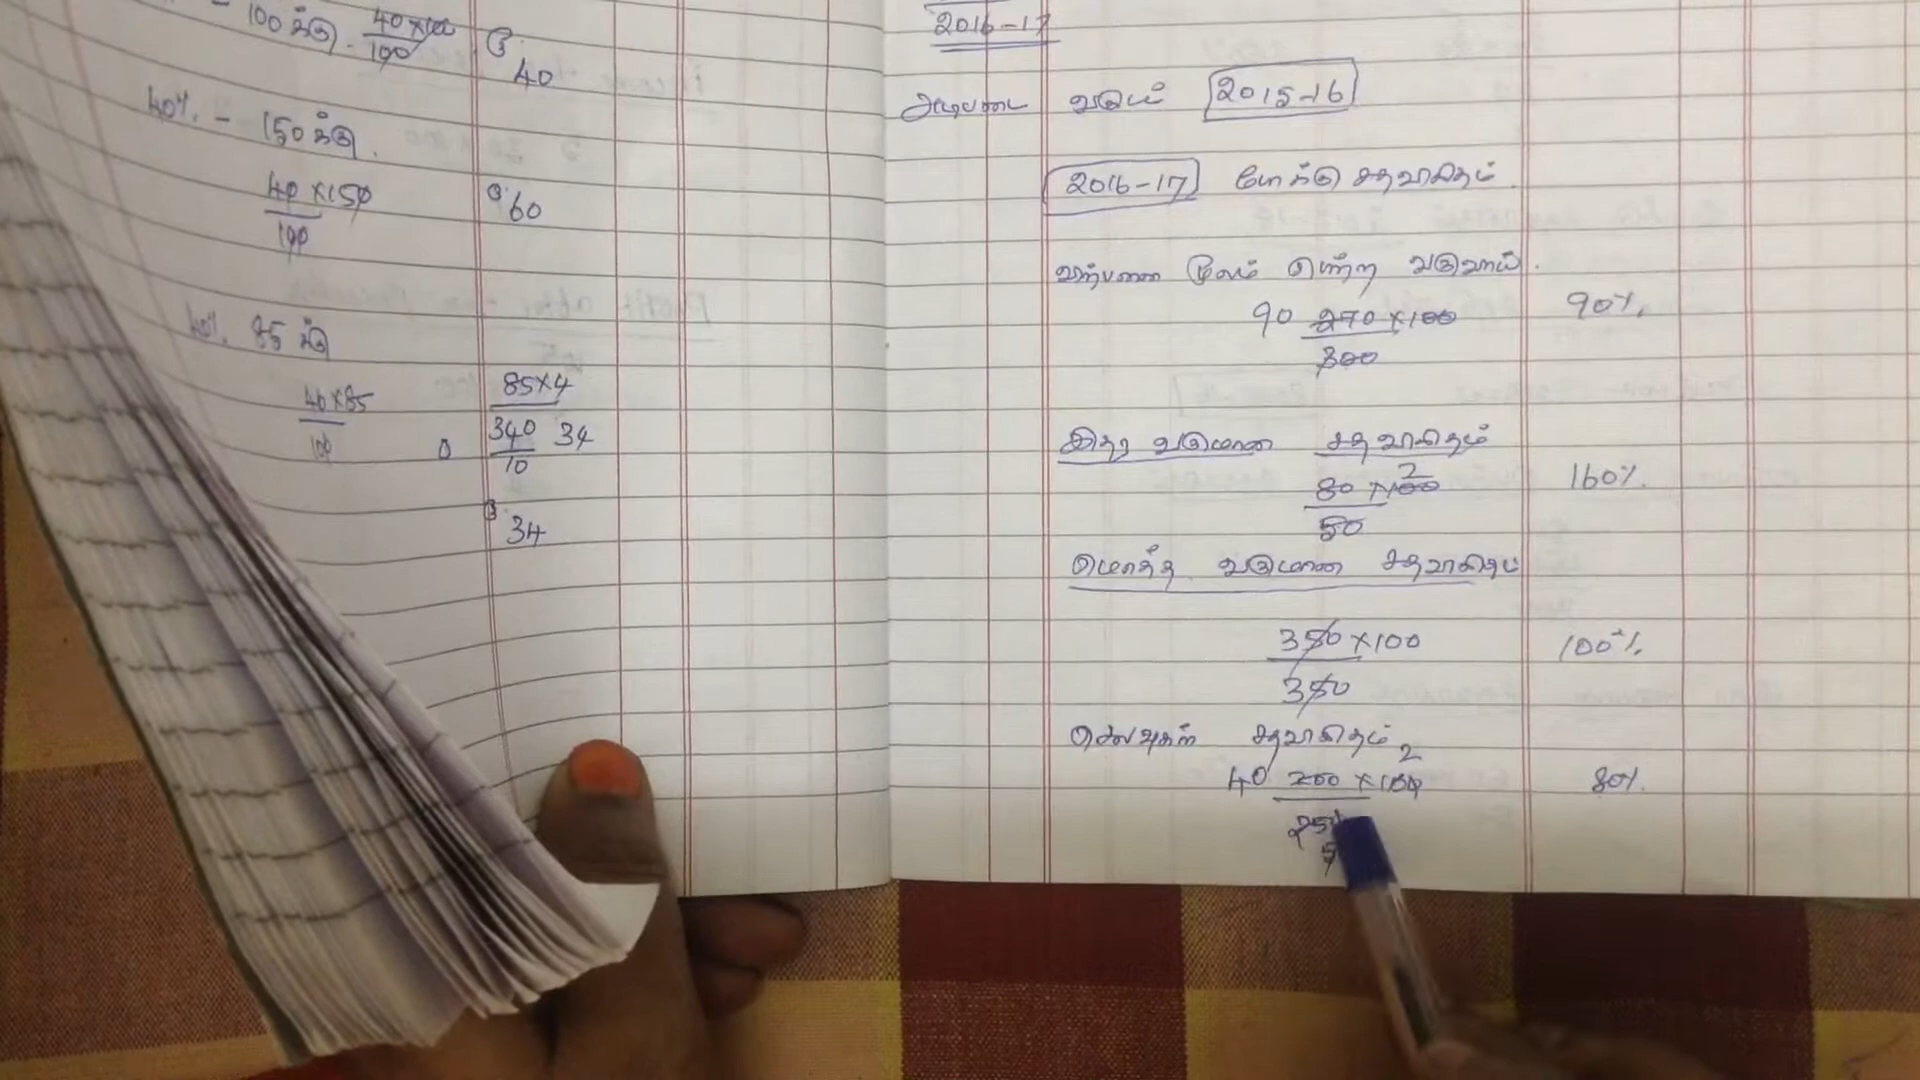 100 க்கு - 40 x 100 / 100 ரூ 40
40% - 150 க்கு.
40 x 150 / 100 ரூ 60
40% 85 க்கு
40 x 85 / 100
85 x 4
340 / 10 34
ரூ 34
2016-17
அடிப்படை வருடம் 2015-16
2016-17 போக்கு சதவிகிதம்.
விற்பனை மூலம் பெற்ற வருவாய்.
90 270 x 100 / 300 90%
இதர வருமான சதவிகிதம்
80 x 100 2 / 50 160%
மொத்த வருமான சதவிகிதம்
350 x 100 / 350 100%
செலவுகள் சதவிகிதம்
40 200 x 100 2 80%